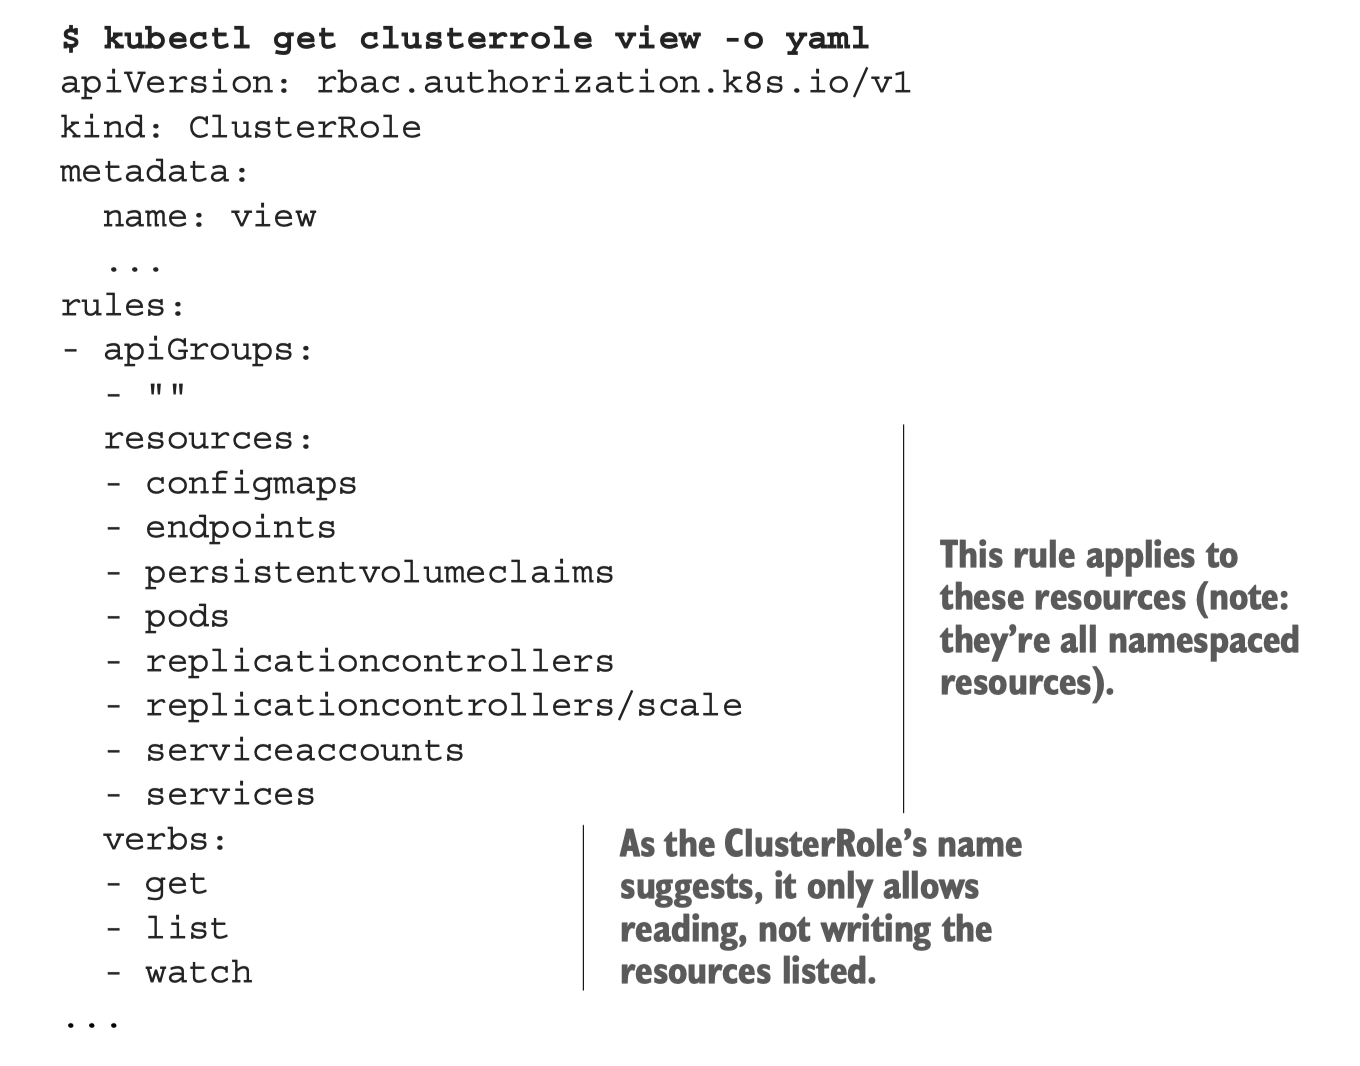 $ kubectl get clusterrole view -o yaml
apiVersion: rbac.authorization.k8s.io/v1
kind: ClusterRole
metadata:
  name: view
  ...
rules:
- apiGroups:
  - ""
  resources:
  - configmaps
  - endpoints
  - persistentvolumeclaims
  - pods
  - replicationcontrollers
  - replicationcontrollers/scale
  - serviceaccounts
  - services
This rule applies to
these resources (note:
they’re all namespaced
resources).
  verbs:
  - get
  - list
  - watch
As the ClusterRole’s name
suggests, it only allows
reading, not writing the
resources listed.
...